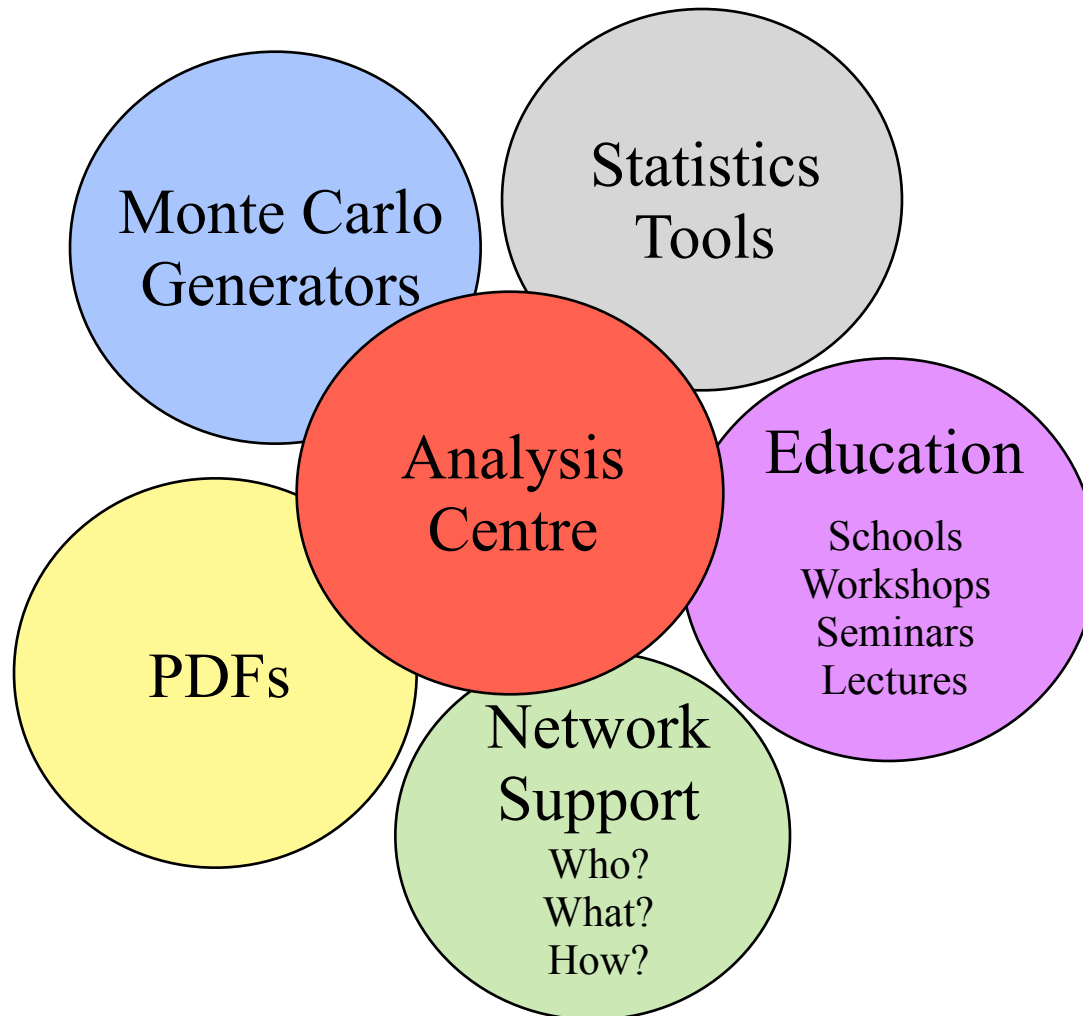 Monte Carlo
Generators
Statistics
Tools
Analysis
Centre
Education
Schools
Workshops
Seminars
Lectures
PDFs
Network
Support
Who?
What?
How?